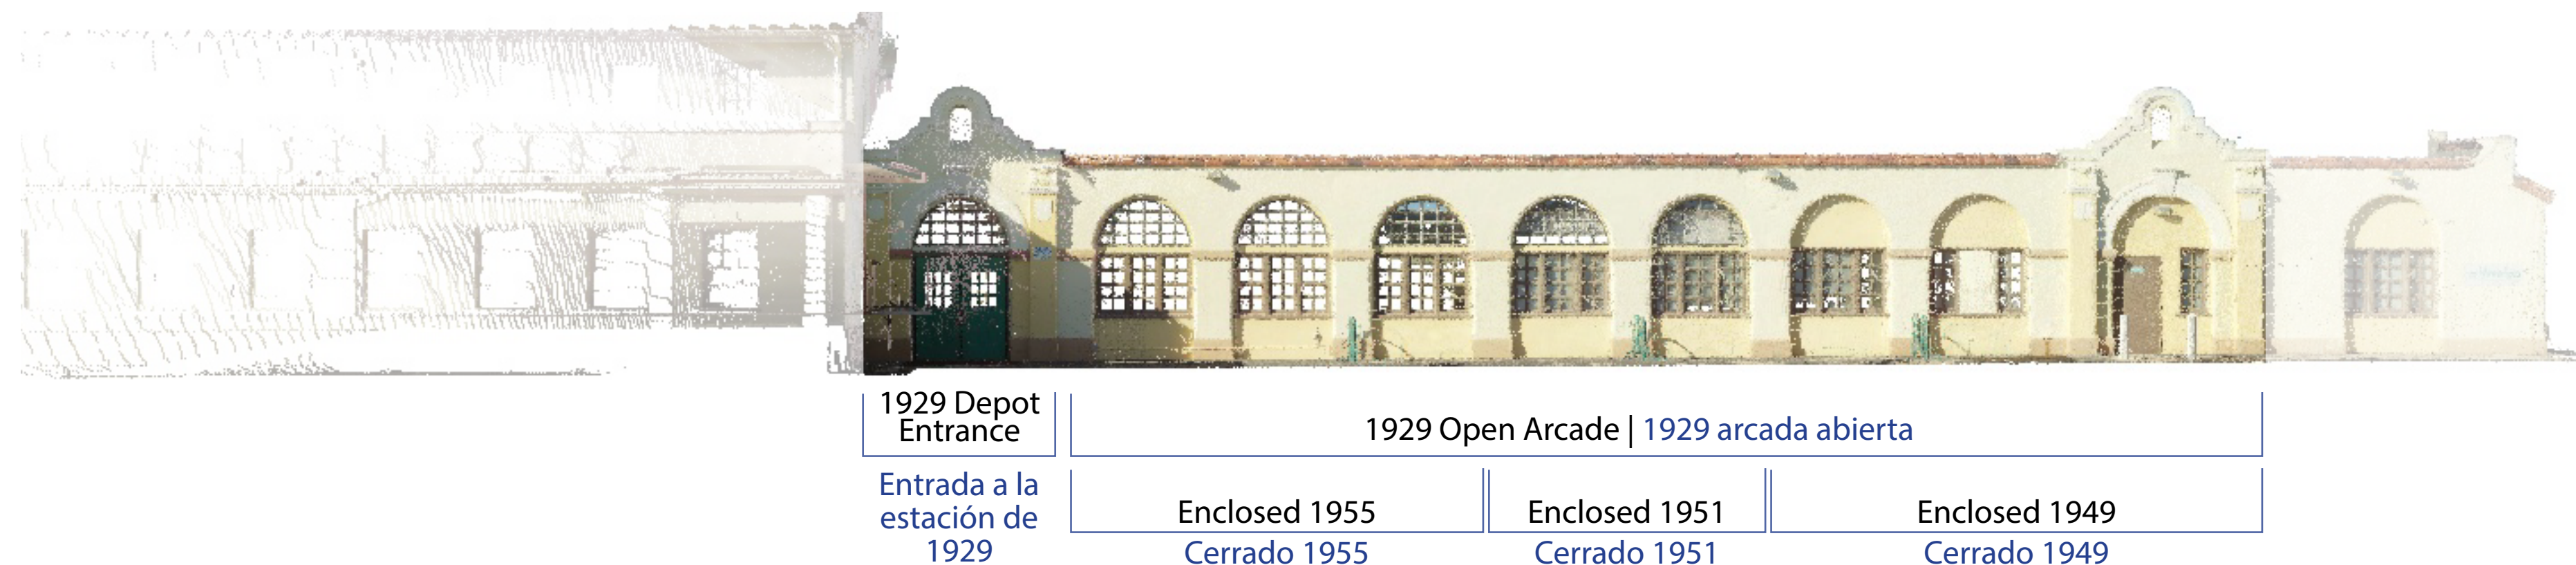 1929 Depot
Entrance
Entrada a la
estación de
1929
1929 Open Arcade | 1929 arcada abierta
Enclosed 1955
Cerrado 1955
Enclosed 1951
Cerrado 1951
Enclosed 1949
Cerrado 1949